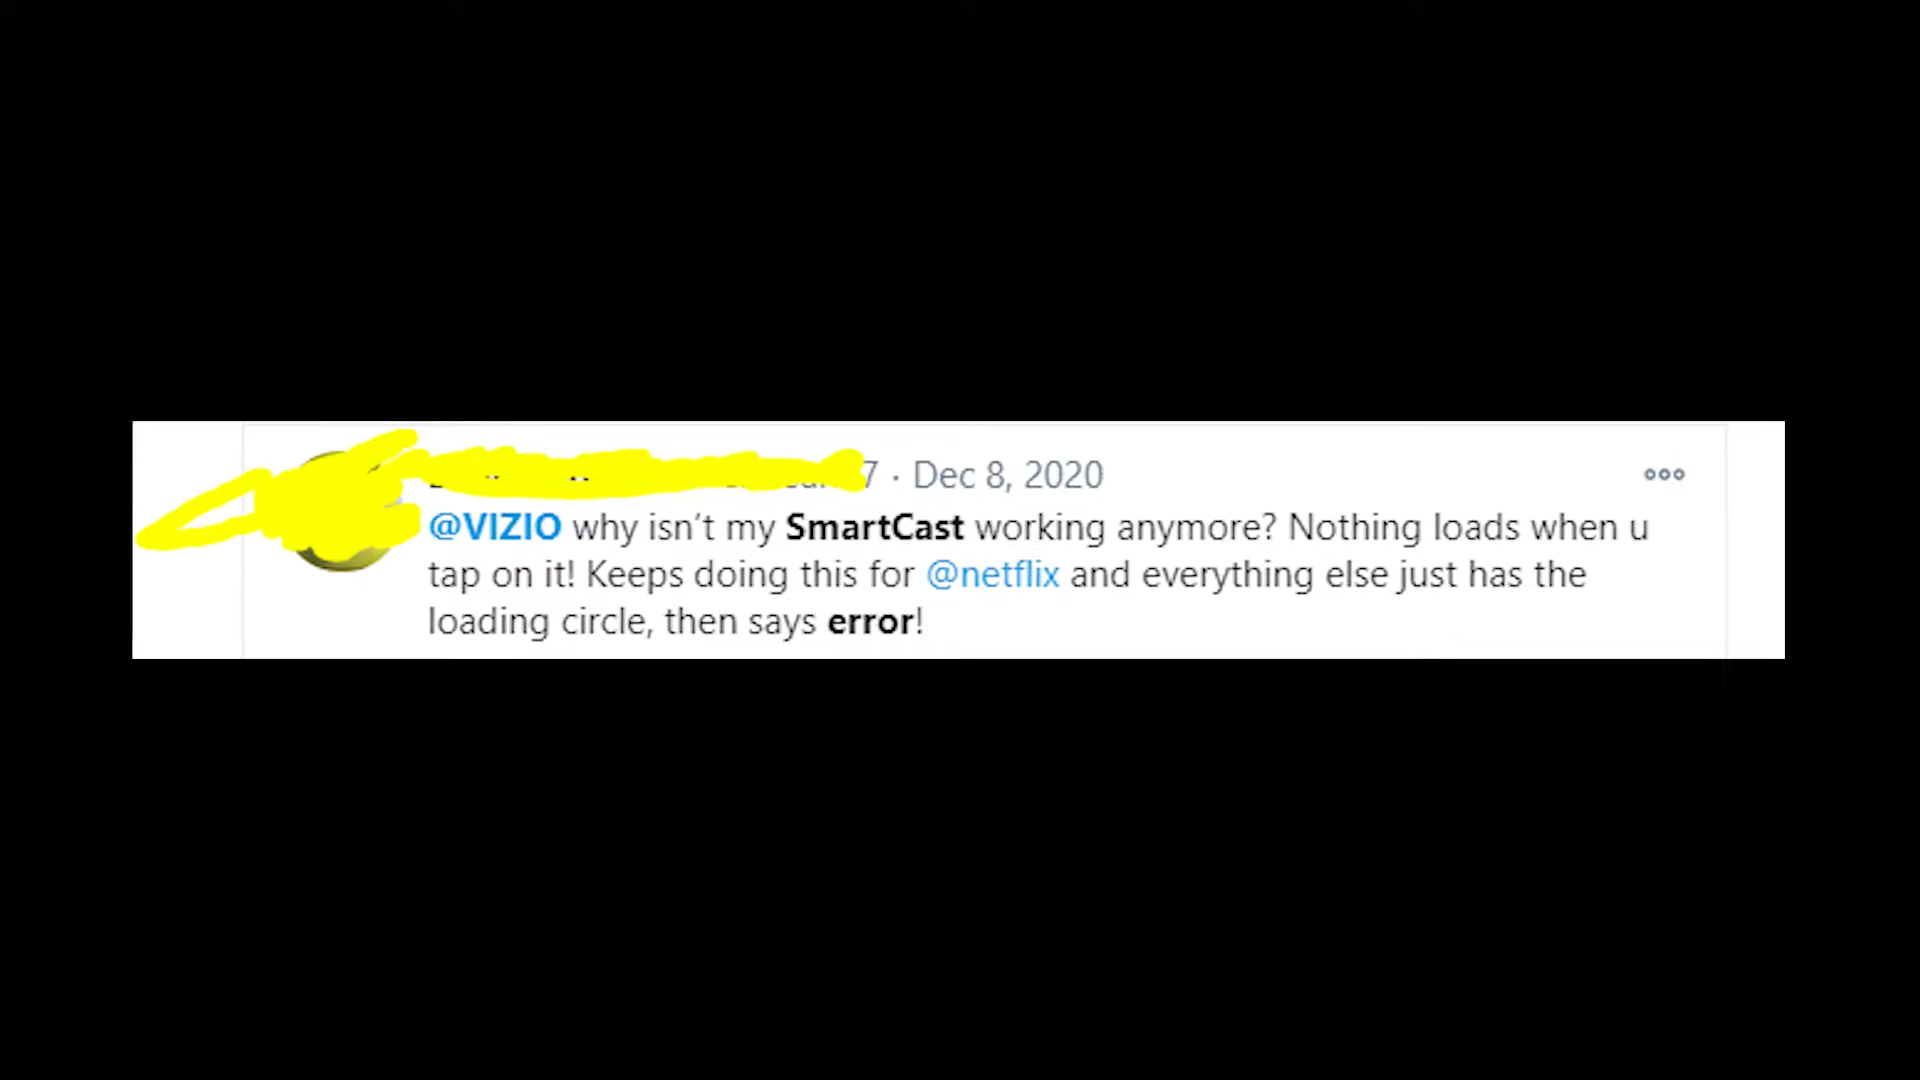 7 · Dec 8, 2020
@VIZIO why isn't my SmartCast working anymore? Nothing loads when u
tap on it! Keeps doing this for @netflix and everything else just has the
loading circle, then says error!